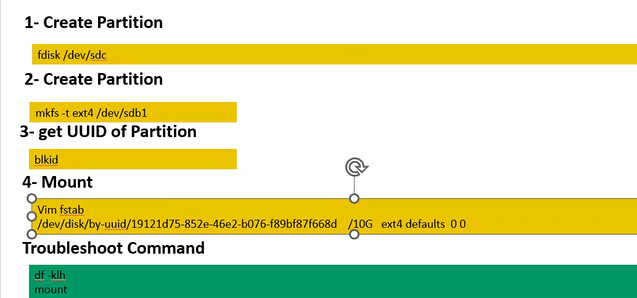 1- Create Partition
fdisk /dev/sdc
2- Create Partition
mkfs -t ext4 /dev/sdb1
3- get UUID of Partition
blkid
4- Mount
Vim fstab
/dev/disk/by-uuid/19121d75-852e-46e2-b076-f89bf87f668d /10G ext4 defaults 0 0
Troubleshoot Command
df -klh
mount